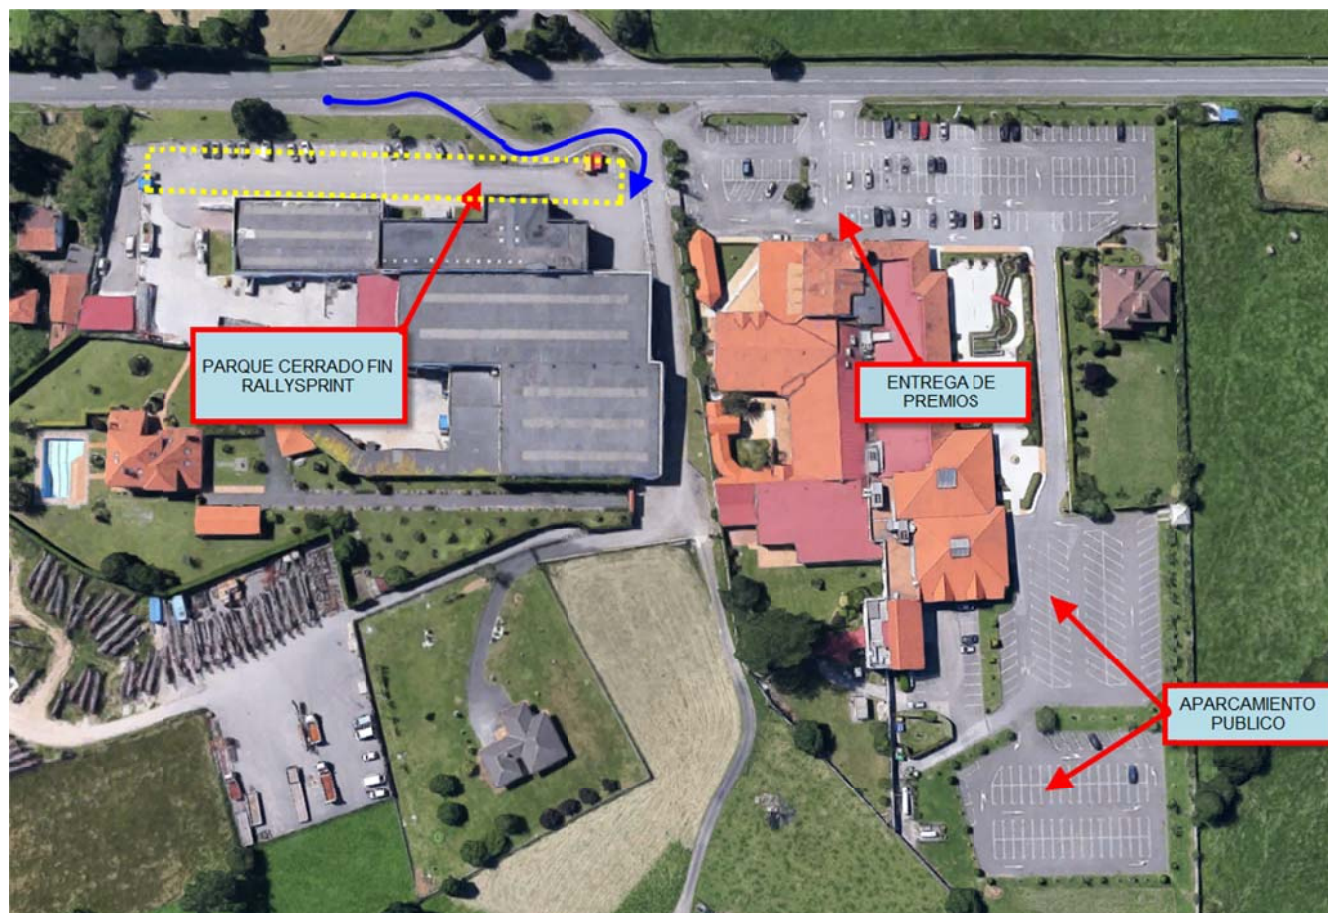 PARQUE CERRADO FIN
RALLYSPRINT
ENTREGA DE
PREMIOS
APARCAMIENTO
PUBLICO